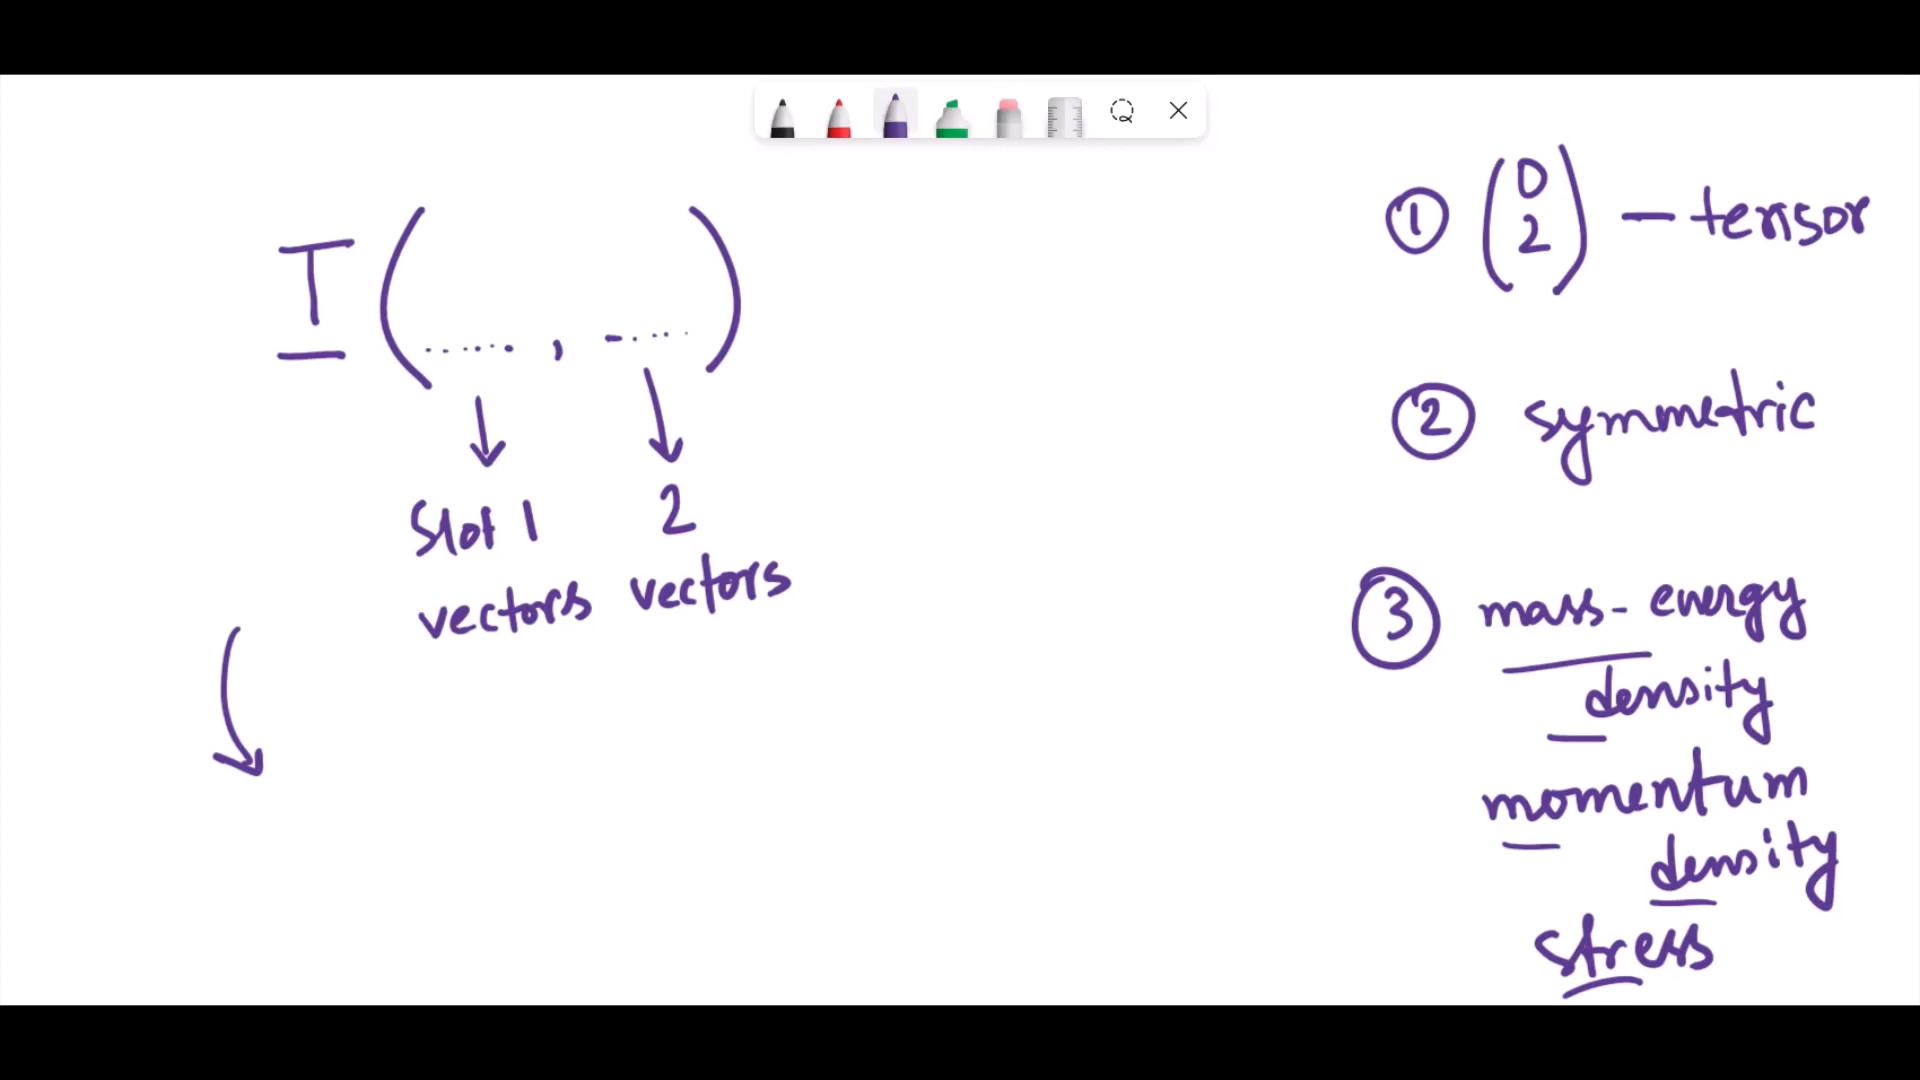 T ( ....... , ....... )
Slot 1 2
vectors vectors
① (0 2) - tensor
② symmetric
③ mass-energy
density
momentum
density
stress